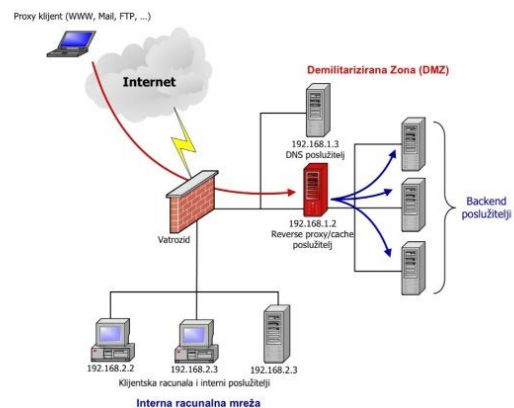 Proxy klijent (WWW, Mail, FTP, ...)
Internet
Demilitarizirana Zona (DMZ)
192.168.1.3
DNS poslužitelj
192.168.1.2
Reverse proxy/cache
poslužitelj
Backend
poslužitelji
Vatrozid
192.168.2.2
192.168.2.3
192.168.2.3
Klijentska racunala i interni poslužitelji
Interna racunalna mreža